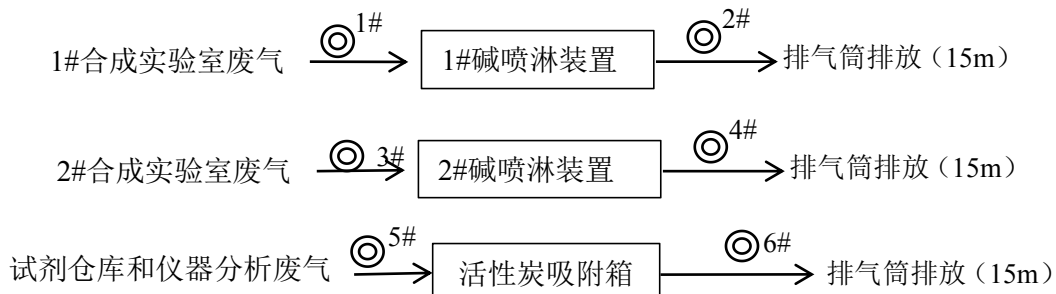 1#合成实验室废气 1# 1#碱喷淋装置 2# 排气筒排放（15m）
2#合成实验室废气 3# 2#碱喷淋装置 4# 排气筒排放（15m）
试剂仓库和仪器分析废气 5# 活性炭吸附箱 6# 排气筒排放（15m）